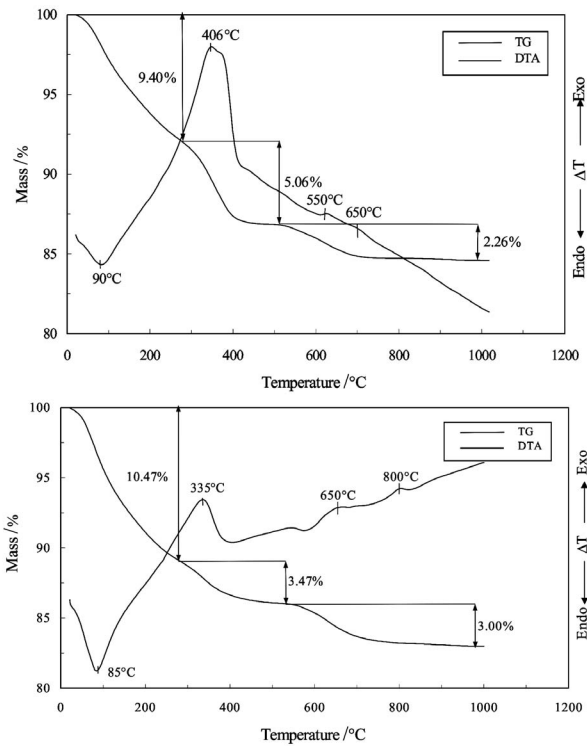 100
95
90
85
80
Mass / %
0
200
400
600
800
1000
1200
Temperature /°C
9.40%
406°C
5.06%
550°C
650°C
2.26%
90°C
TG
DTA
Endo
ΔT
Exo
100
95
90
85
80
Mass / %
0
200
400
600
800
1000
1200
Temperature /°C
10.47%
335°C
650°C
800°C
3.47%
3.00%
85°C
TG
DTA
Endo
ΔT
Exo